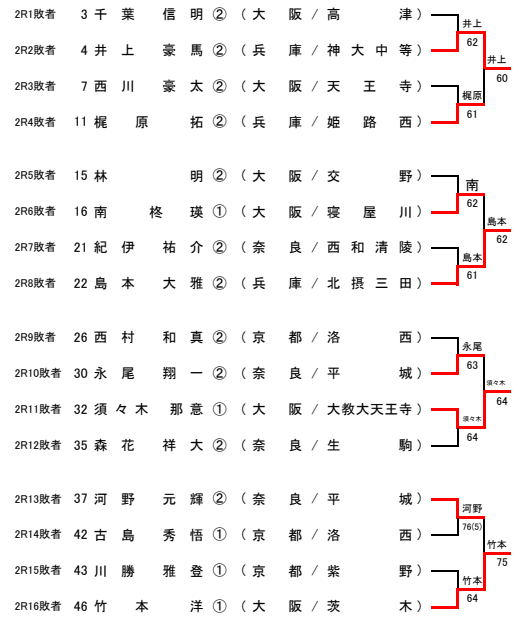 2R1敗者 3 千葉 信明 ② （大阪/高津） 井上
2R2敗者 4 井上 豪馬 ② （兵庫/神大中等） 62 井上
2R3敗者 7 西川 豪太 ② （大阪/天王寺） 梶原 60
2R4敗者 11 梶原 拓 ② （兵庫/姫路西） 61
2R5敗者 15 林 明 ② （大阪/交野） 南
2R6敗者 16 南 柊瑛 ① （大阪/寝屋川） 62 島本
2R7敗者 21 紀伊 祐介 ② （奈良/西和清陵） 島本 62
2R8敗者 22 島本 大雅 ② （兵庫/北摂三田） 61
2R9敗者 26 西村 和真 ② （京都/洛西） 永尾
2R10敗者 30 永尾 翔一 ② （奈良/平城） 63 須々木
2R11敗者 32 須々木 那意 ① （大阪/大教大天王寺） 須々木 64
2R12敗者 35 森花 祥大 ② （奈良/生駒） 64
2R13敗者 37 河野 元輝 ② （奈良/平城） 河野
2R14敗者 42 古島 秀悟 ① （京都/洛西） 76(5) 竹本
2R15敗者 43 川勝 雅登 ① （京都/紫野） 竹本 75
2R16敗者 46 竹本 洋 ① （大阪/茨木） 64